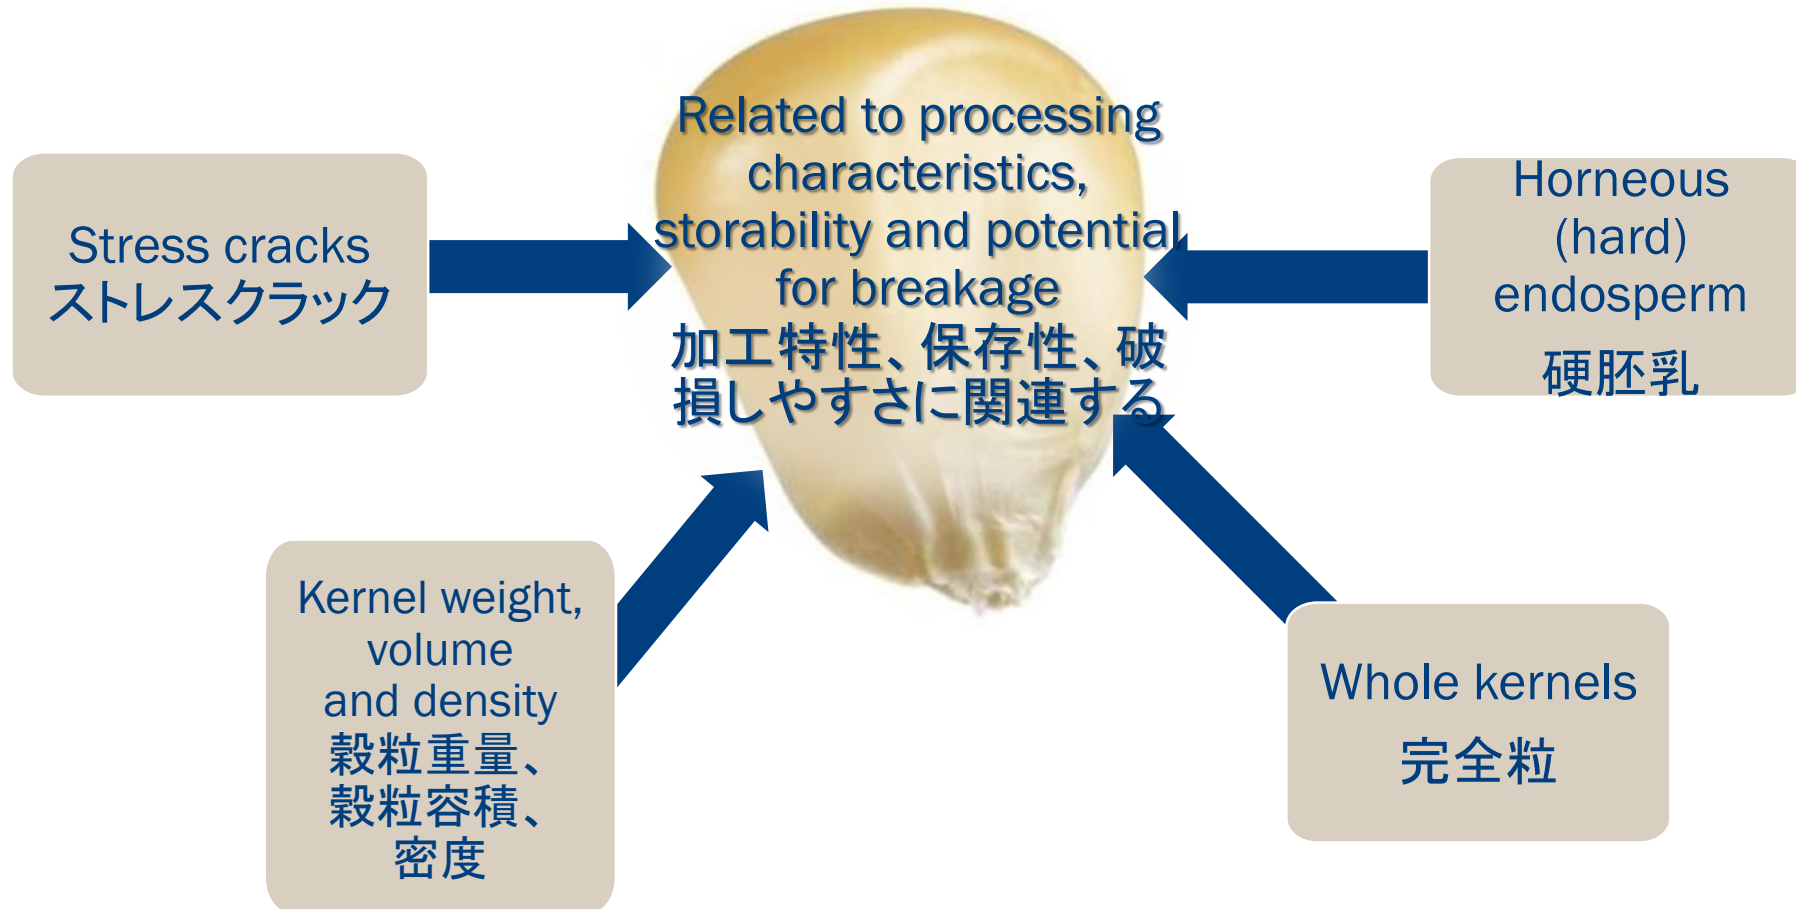 Related to processing
characteristics,
storability and potential
for breakage
加工特性、保存性、破
損しやすさに関連する
Stress cracks
ストレスクラック
Horneous
(hard)
endosperm
硬胚乳
Kernel weight,
volume
and density
穀粒重量、
穀粒容積、
密度
Whole kernels
完全粒